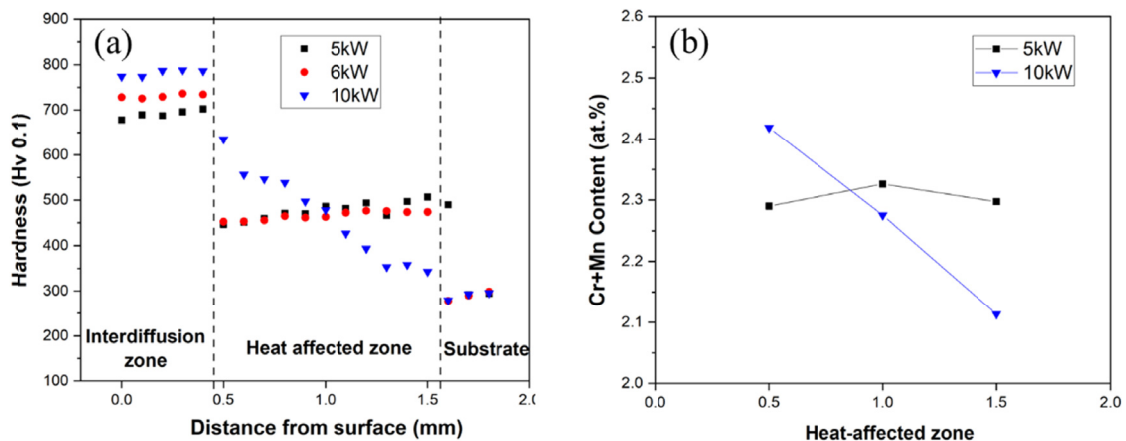 (a)
5kW
6kW
10kW
900
800
700
600
500
400
300
200
100
Hardness (Hv 0.1)
Interdiffusion
zone
Heat affected zone
Substrate
0.0
0.5
1.0
1.5
2.0
Distance from surface (mm)
(b)
5kW
10kW
2.6
2.5
2.4
2.3
2.2
2.1
2.0
Cr+Mn Content (at.%)
0.0
0.5
1.0
1.5
2.0
Heat-affected zone